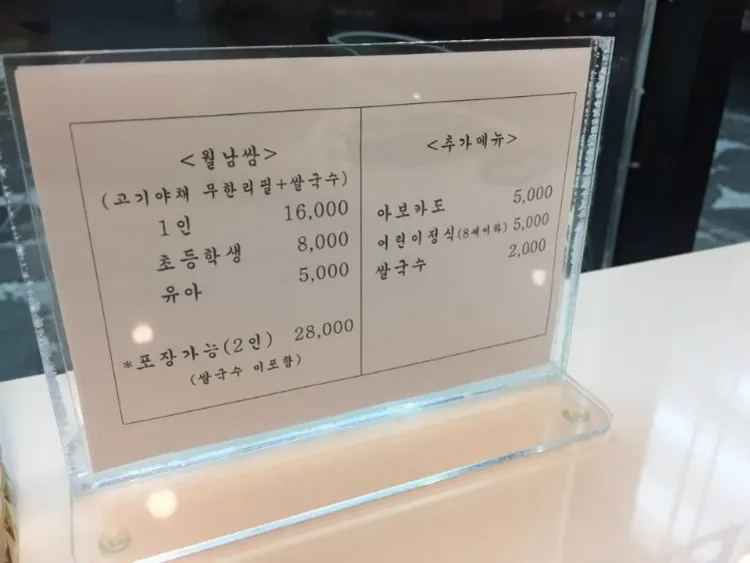 <월남쌈>
(고기야채 무한리필+쌀국수)
1인 16,000
초등학생 8,000
유아 5,000
*포장가능(2인) 28,000
(쌀국수 미포함)
<추가메뉴>
아보카도 5,000
어린이정식(8세이하) 5,000
쌀국수 2,000